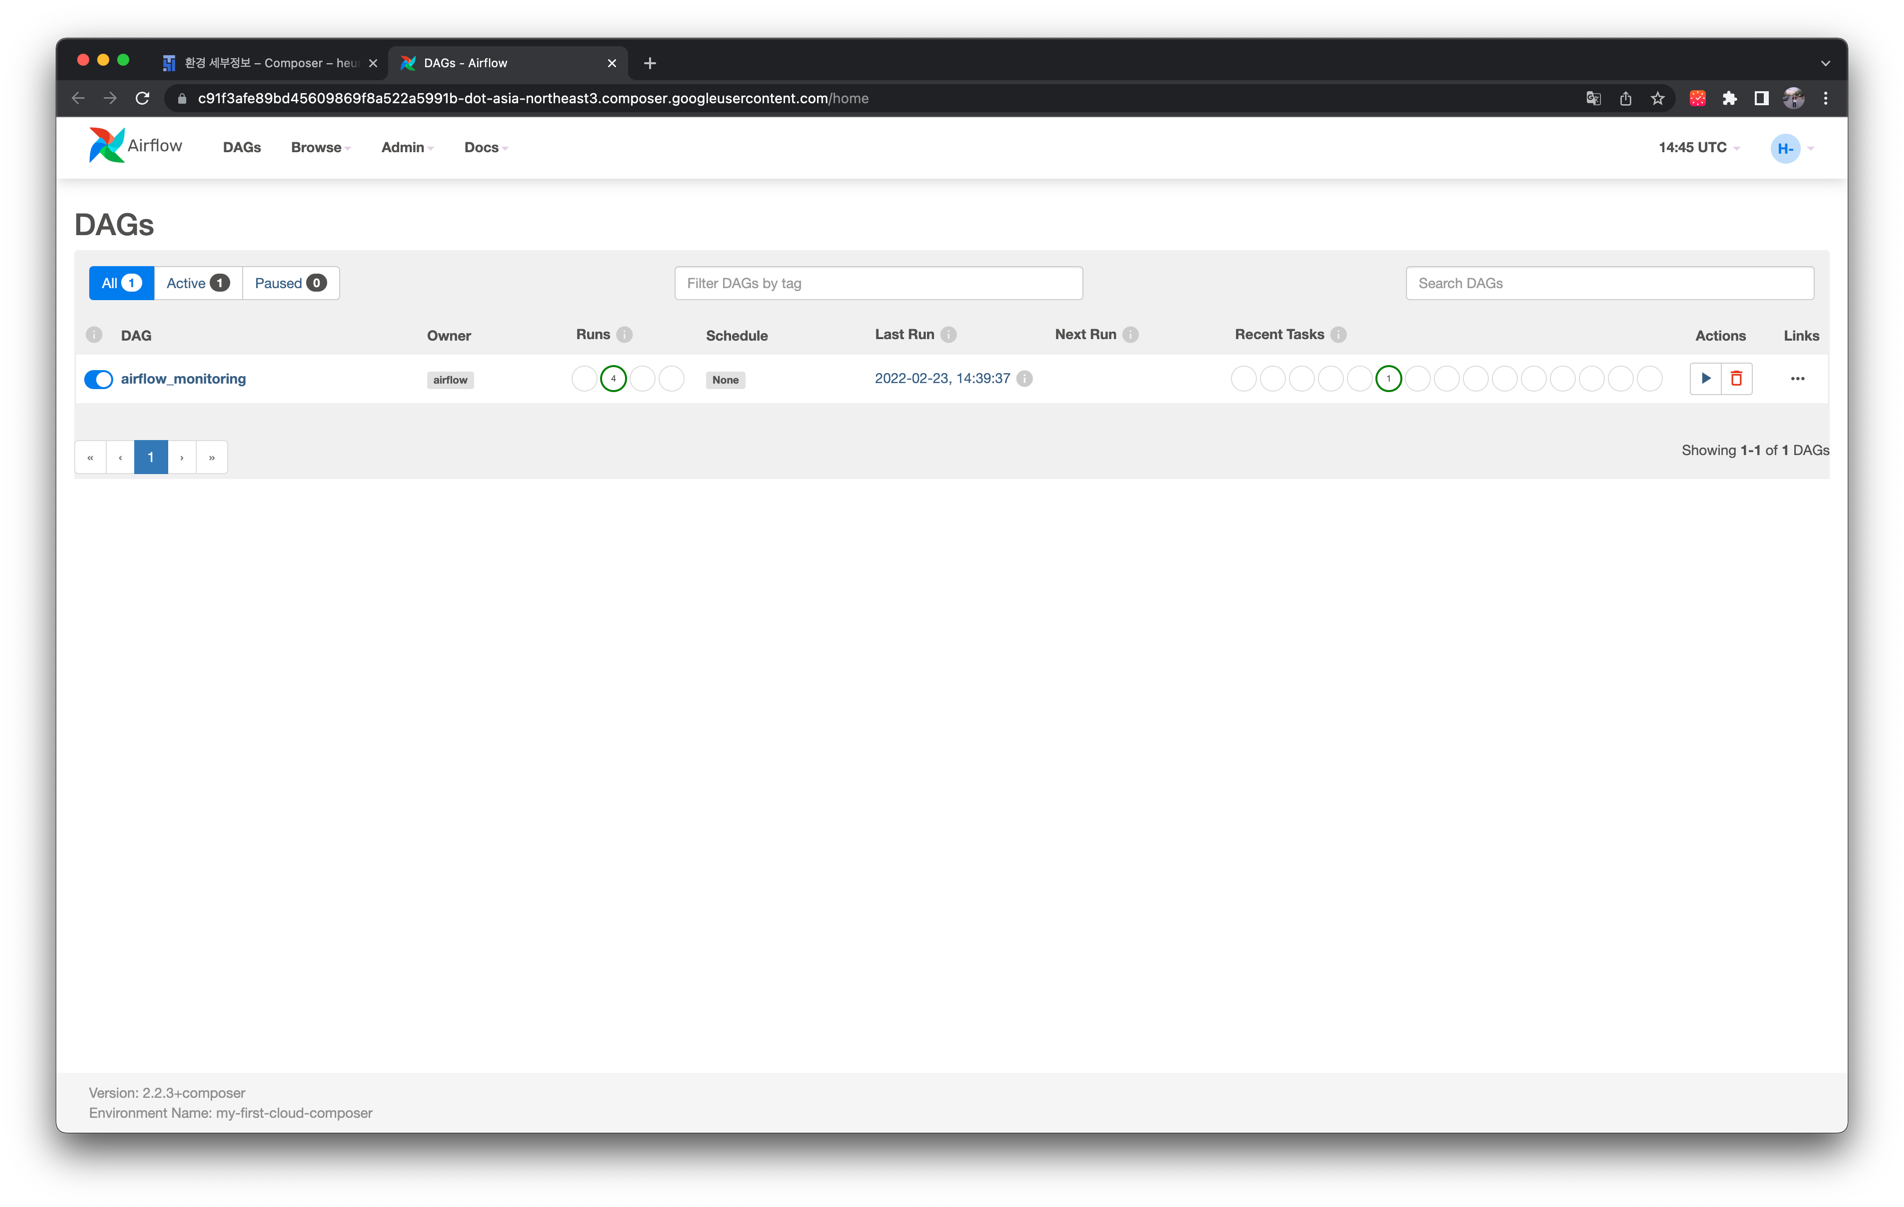 환경 세부정보 – Composer – heu
DAGs - Airflow
c91f3afe89bd45609869f8a522a5991b-dot-asia-northeast3.composer.googleusercontent.com/home
Airflow DAGs Browse Admin Docs 14:45 UTC H-
DAGs
All 1 Active 1 Paused 0 Filter DAGs by tag Search DAGs
DAG Owner Runs Schedule Last Run Next Run Recent Tasks Actions Links
airflow_monitoring airflow 4 None 2022-02-23, 14:39:37 1
« ‹ 1 › » Showing 1-1 of 1 DAGs
Version: 2.2.3+composer
Environment Name: my-first-cloud-composer